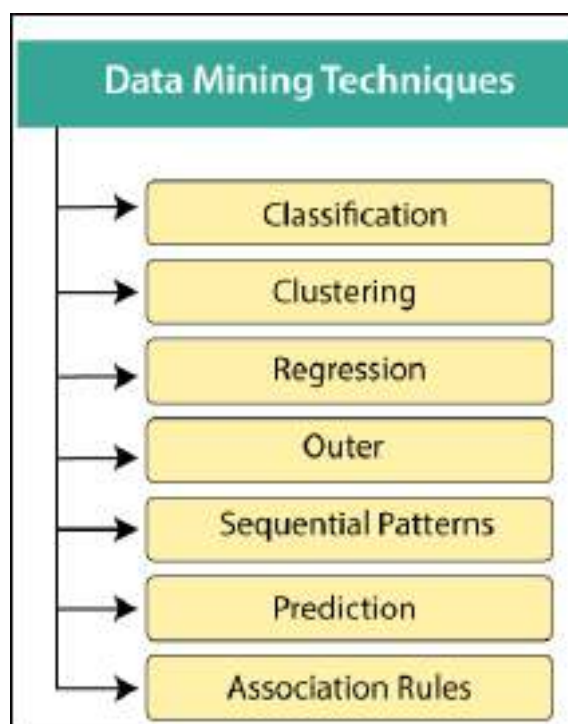 Data Mining Techniques
Classification
Clustering
Regression
Outer
Sequential Patterns
Prediction
Association Rules